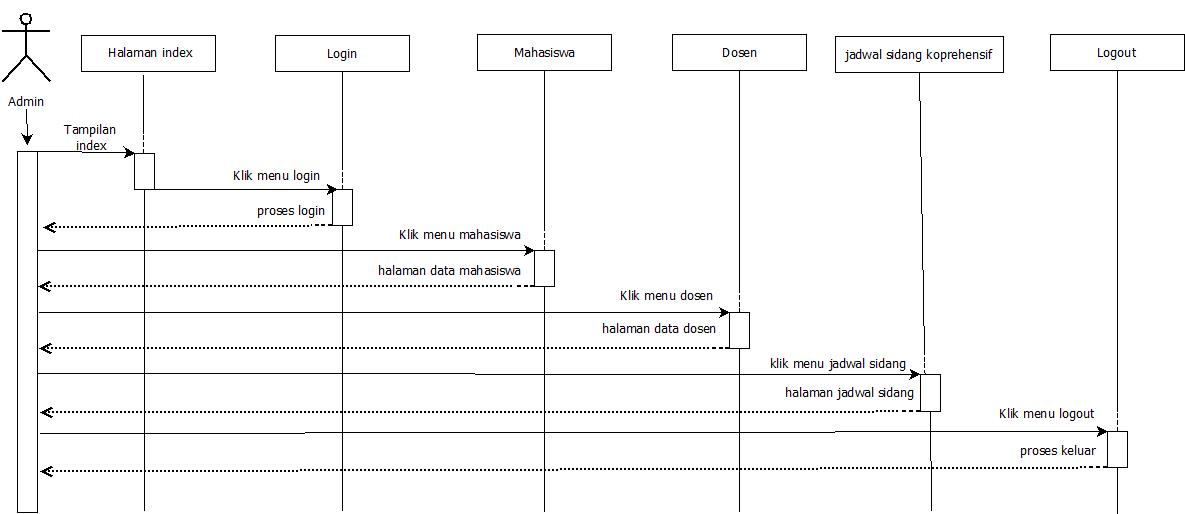 Halaman index
Login
Mahasiswa
Dosen
jadwal sidang koprehensif
Logout
Admin
Tampilan
index
Klik menu login
proses login
Klik menu mahasiswa
halaman data mahasiswa
Klik menu dosen
halaman data dosen
klik menu jadwal sidang
halaman jadwal sidang
Klik menu logout
proses keluar